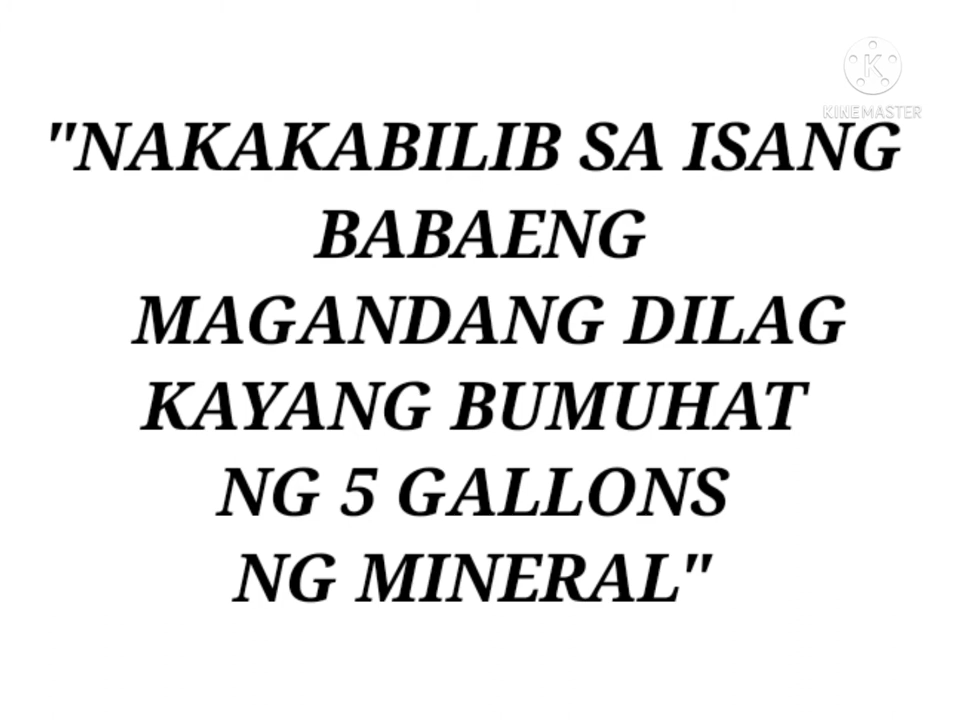 KINEMASTER
"NAKAKABILIB SA ISANG
BABAENG
MAGANDANG DILAG
KAYANG BUMUHAT
NG 5 GALLONS
NG MINERAL"